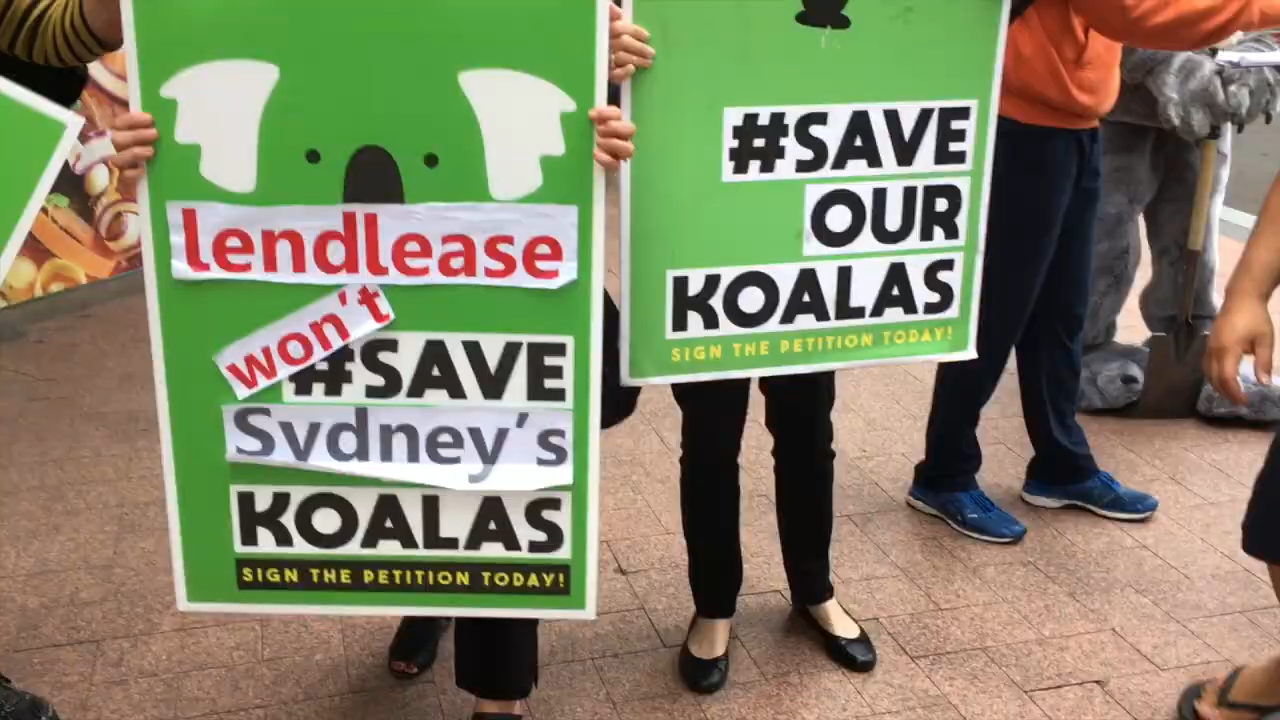 lendlease
won't
#SAVE
Sydney's
KOALAS
SIGN THE PETITION TODAY!
#SAVE
OUR
KOALAS
SIGN THE PETITION TODAY!